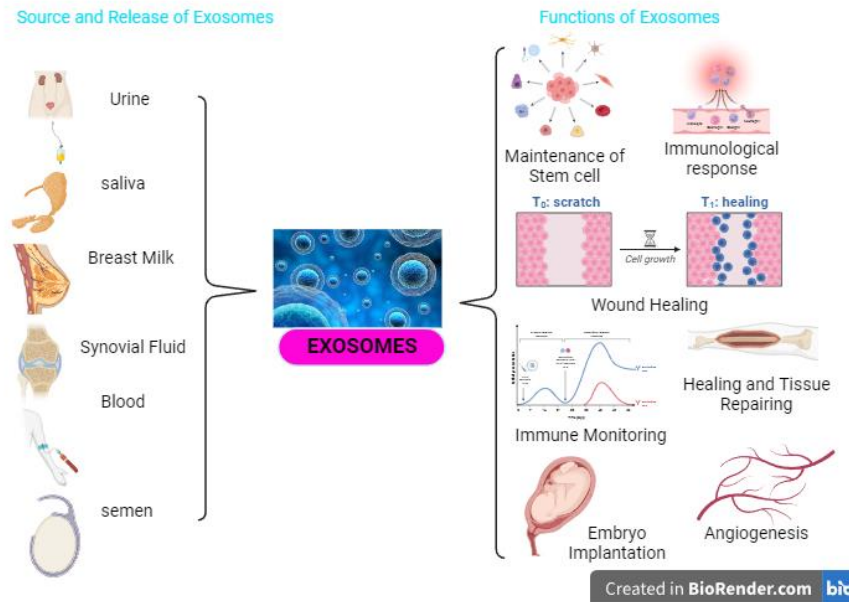 Source and Release of Exosomes
Functions of Exosomes
Urine
saliva
Breast Milk
Synovial Fluid
Blood
semen
EXOSOMES
Maintenance of
Stem cell
Immunological
response
T₀: scratch
T₁: healing
Cell growth
Wound Healing
Immune Monitoring
Healing and Tissue
Repairing
Embryo
Implantation
Angiogenesis
Created in BioRender.com
bio